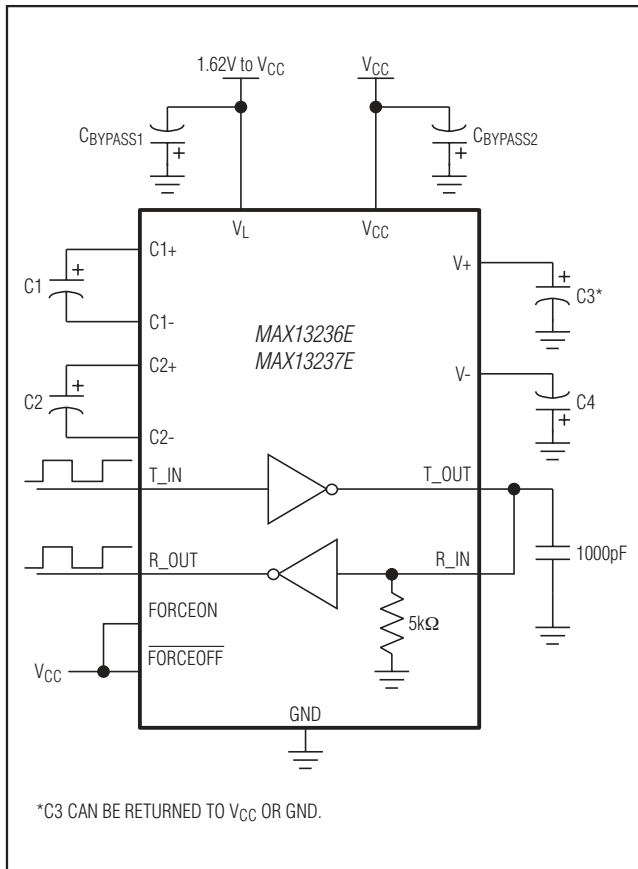 1.62V to VCC
VCC
CBYPASS1
+
CBYPASS2
+
VL
VCC
C1+
C1
+
C1-
V+
+
C3*
MAX13236E
MAX13237E
C2+
C2
+
C2-
V-
C4
+
T_IN
T_OUT
R_OUT
R_IN
1000pF
5kΩ
FORCEON
FORCEOFF
VCC
GND
*C3 CAN BE RETURNED TO VCC OR GND.